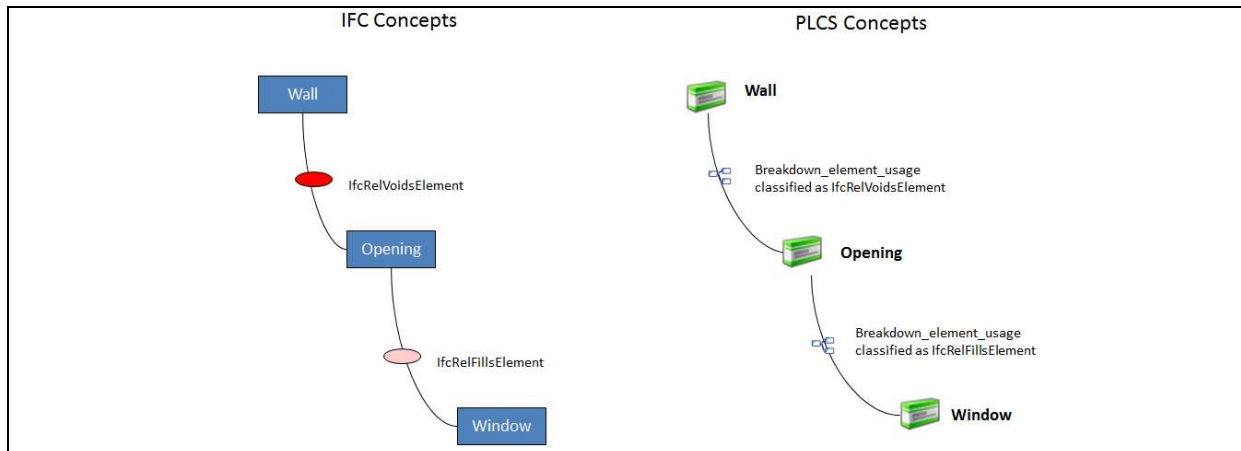 IFC Concepts
Wall
IfcRelVoidsElement
Opening
IfcRelFillsElement
Window
PLCS Concepts
Wall
Breakdown_element_usage
classified as IfcRelVoidsElement
Opening
Breakdown_element_usage
classified as IfcRelFillsElement
Window